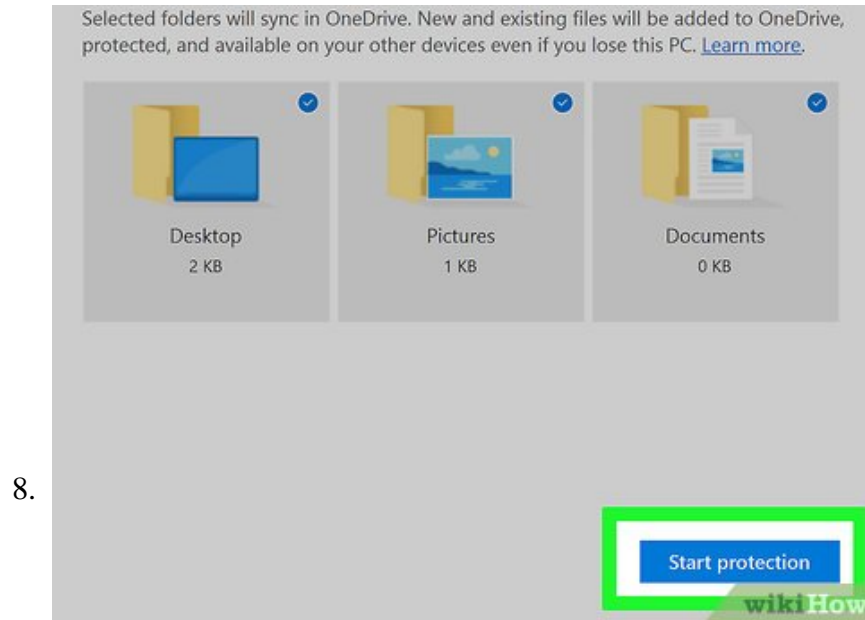 Selected folders will sync in OneDrive. New and existing files will be added to OneDrive,
protected, and available on your other devices even if you lose this PC. Learn more.
Desktop
2 KB
Pictures
1 KB
Documents
0 KB
8.
Start protection
wikiHow